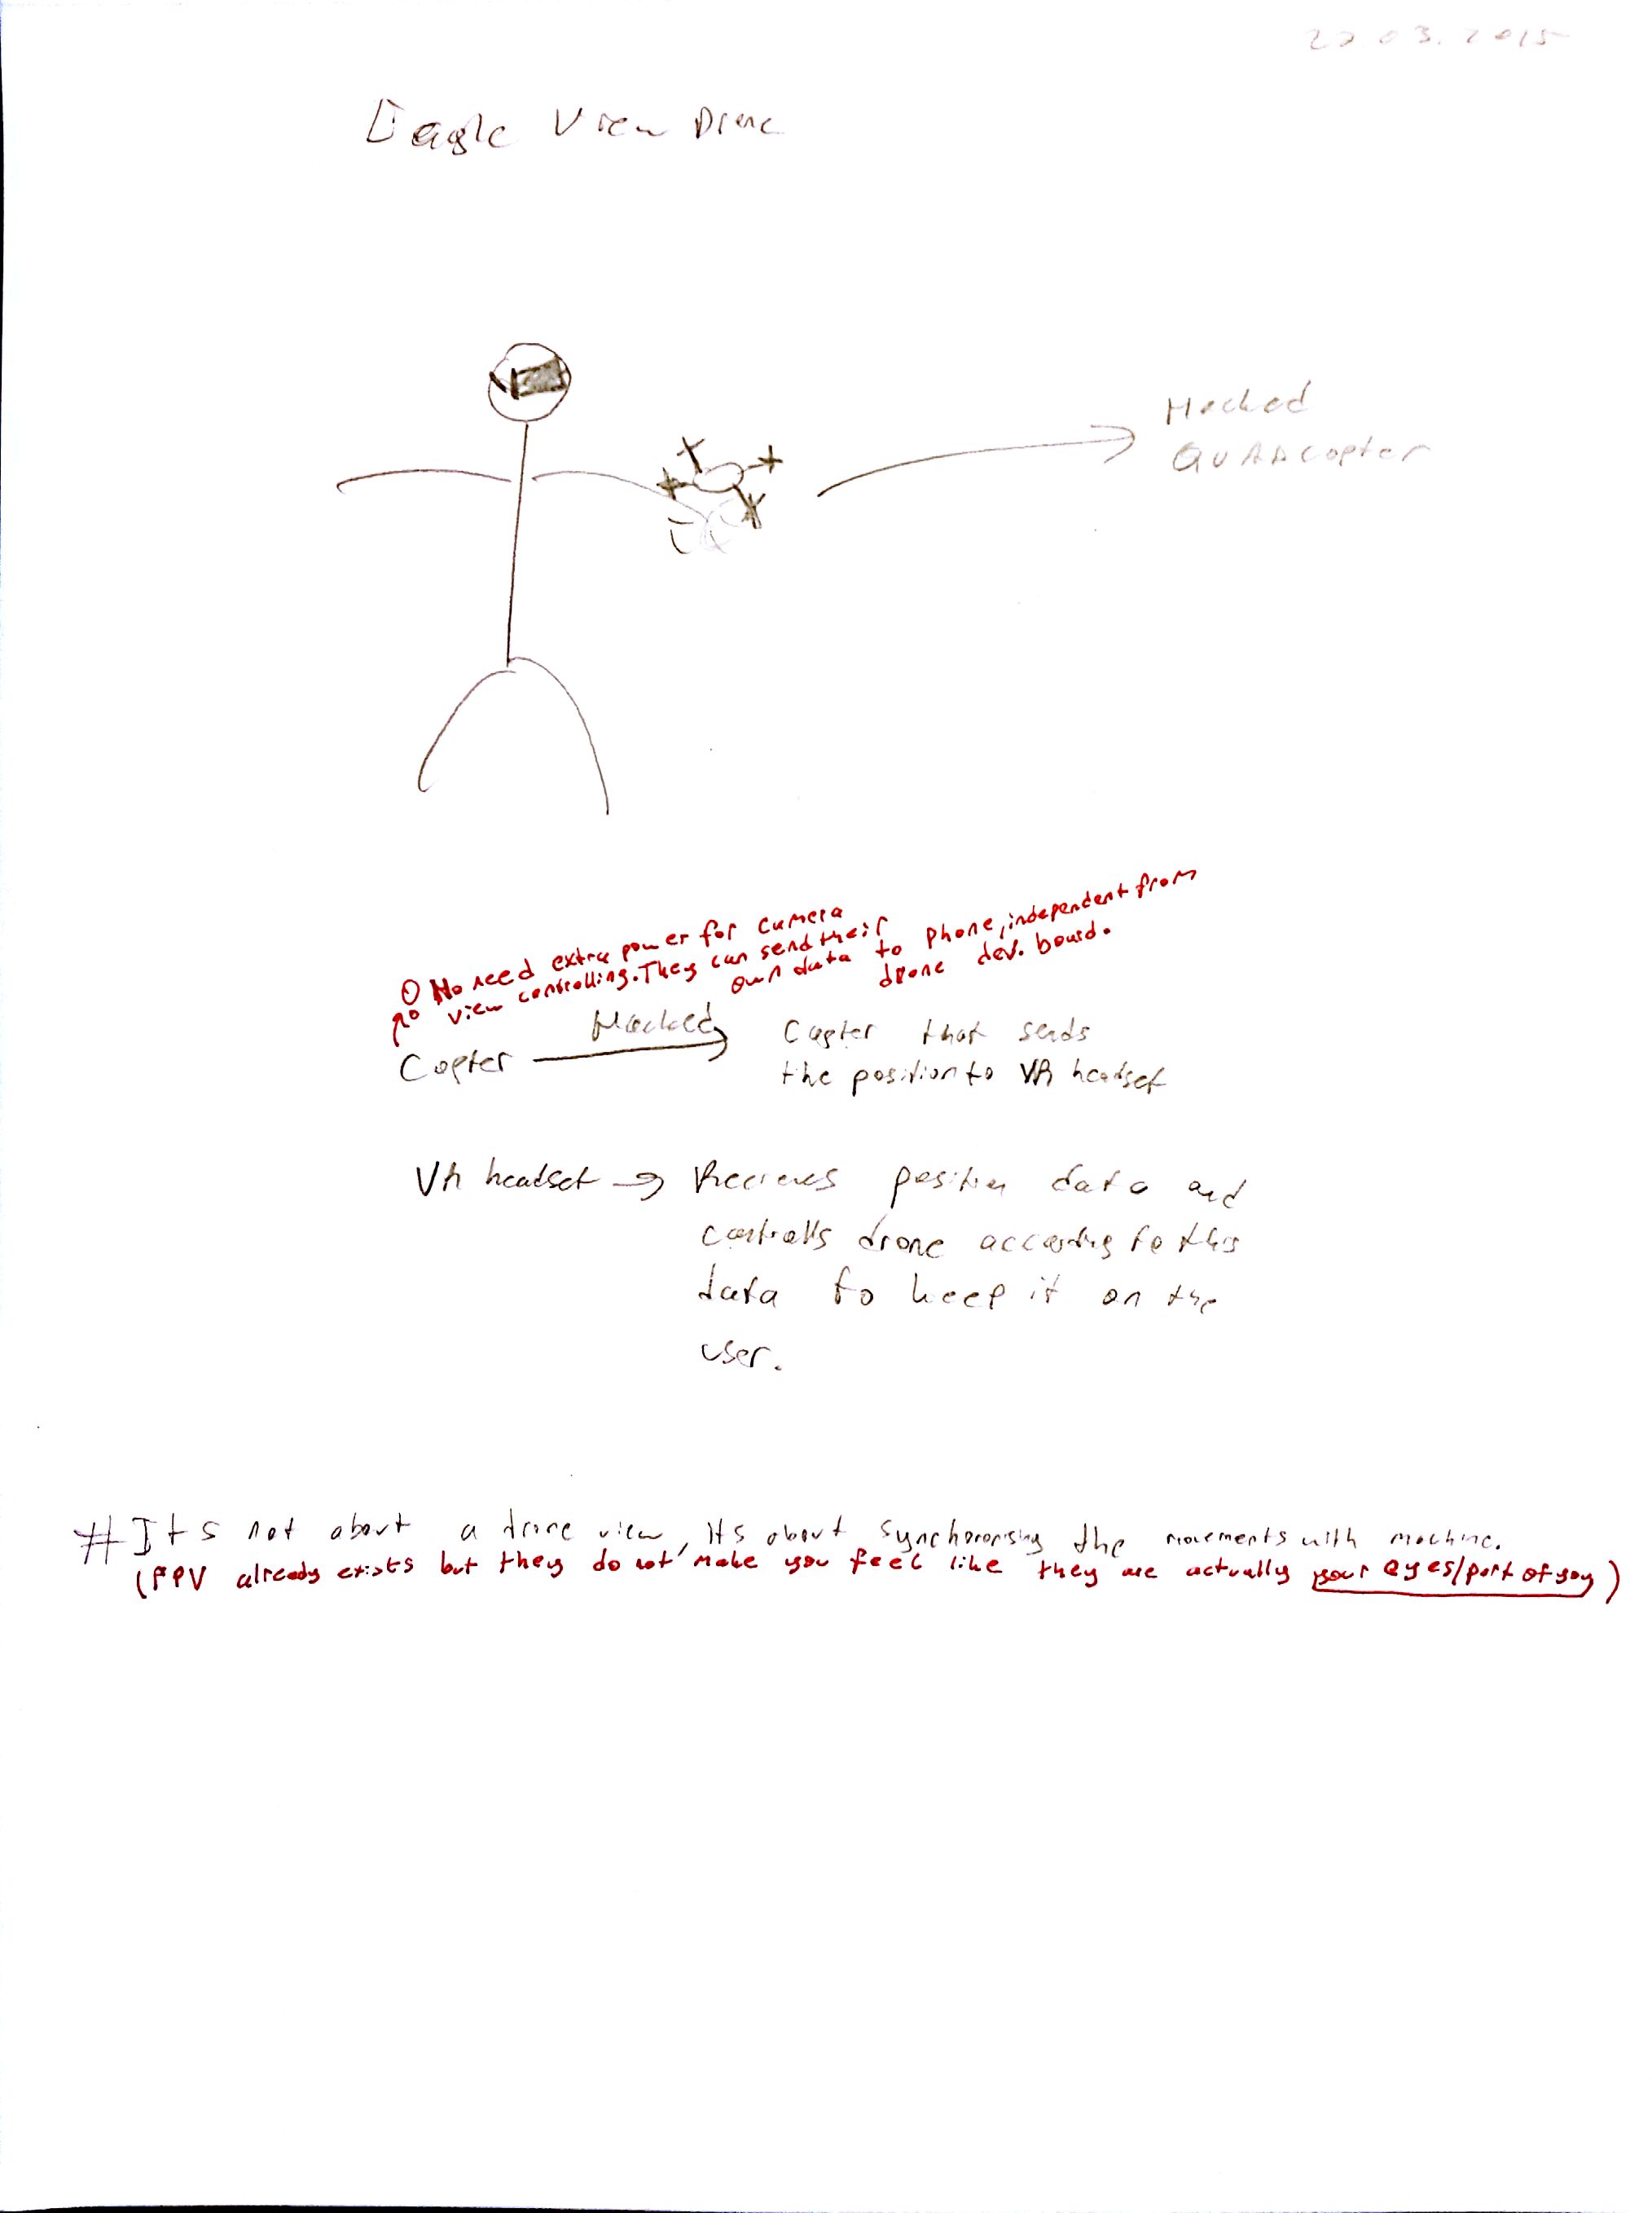 03.2015
Eagle View Drone
Hacked
QUADcopter
No need extra power for camera
view controlling. They can send their
own data to phone, independent from
drone dev. board.
Hacked
Copter → Copter that sends
the position to VR headset
VR headset → Recieves position data and
controlls drone according to this
data to keep it on the
user.
# Its not about a drone view, its about synchoronising the movements with machine.
(FPV already exists but they do not make you feel like they are actually your eyes/part of you)